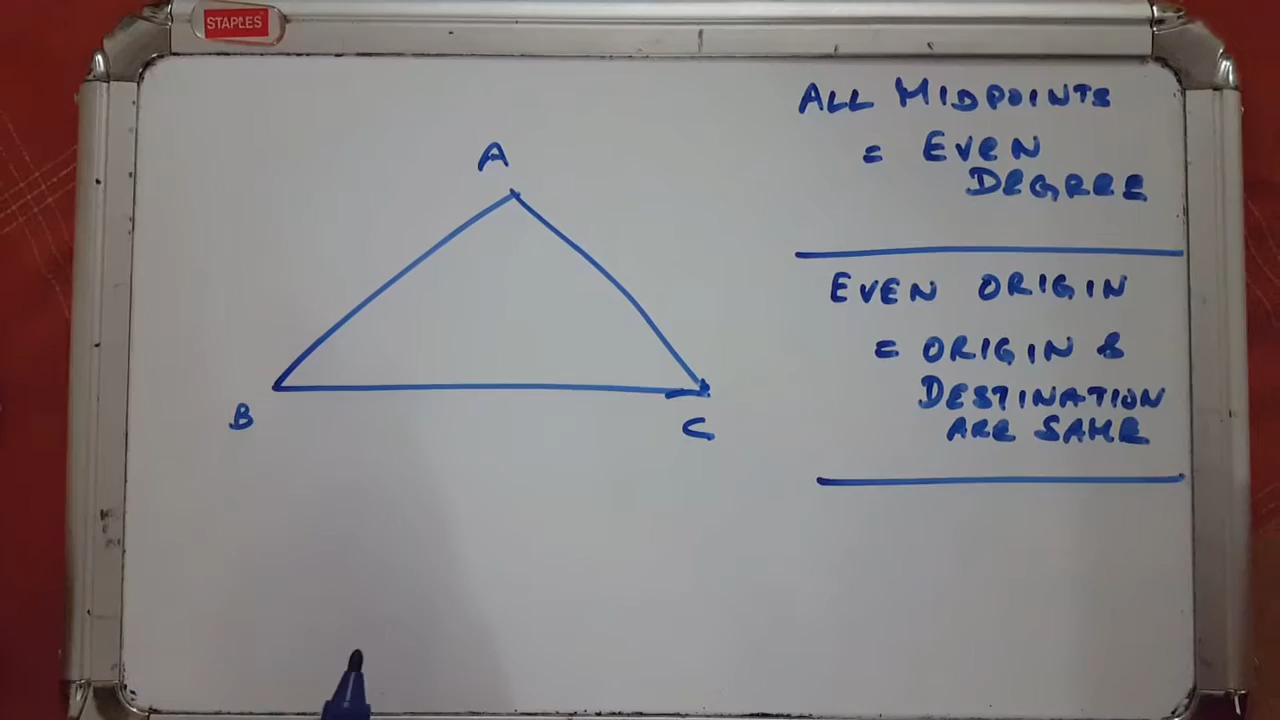 STAPLES
A
B
C
ALL MIDPOINTS
= EVEN
DEGREE
EVEN ORIGIN
= ORIGIN &
DESTINATION
ARE SAME